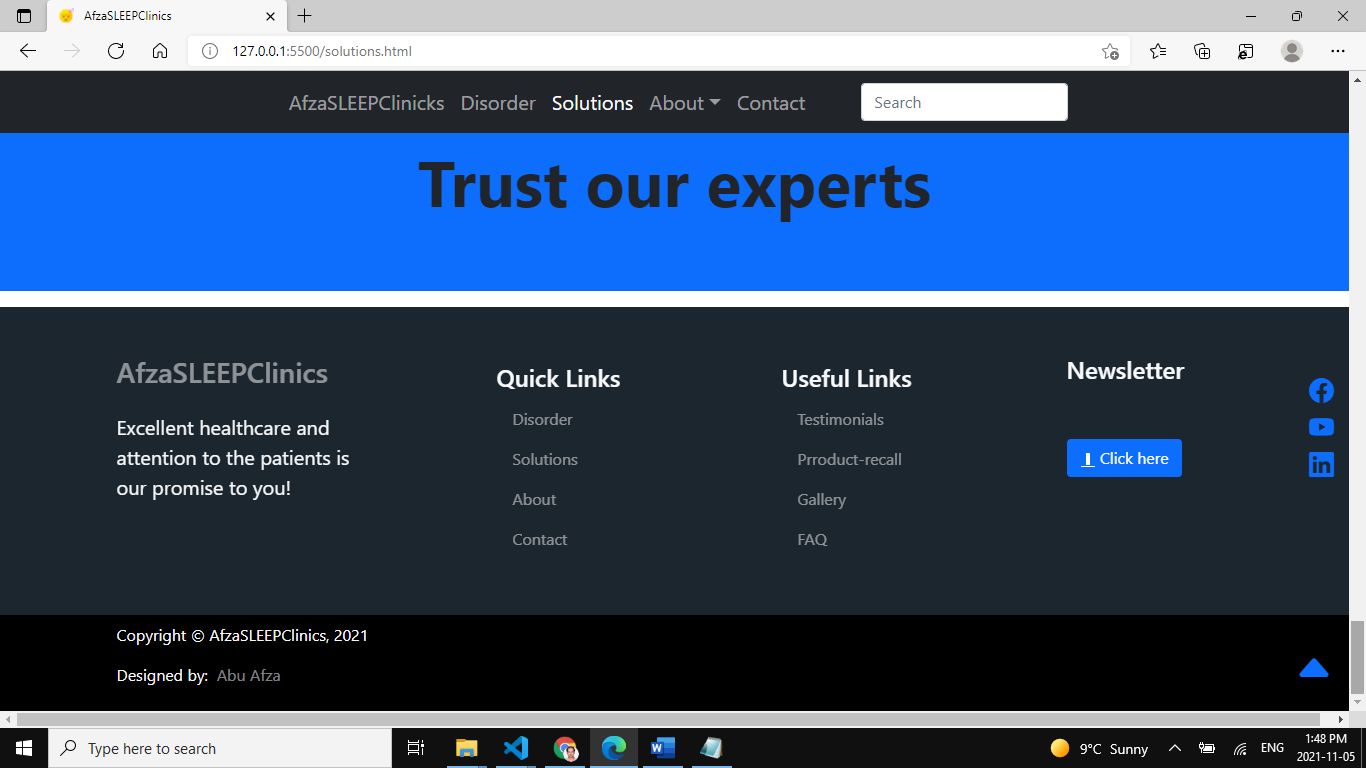 AfzaSLEEPClinics
127.0.0.1:5500/solutions.html
AfzaSLEEPClinicks Disorder Solutions About Contact Search
Trust our experts
AfzaSLEEPClinics
Excellent healthcare and
attention to the patients is
our promise to you!
Quick Links
Disorder
Solutions
About
Contact
Useful Links
Testimonials
Prroduct-recall
Gallery
FAQ
Newsletter
Click here
Copyright © AfzaSLEEPClinics, 2021
Designed by: Abu Afza
Type here to search
9°C Sunny
ENG
1:48 PM
2021-11-05